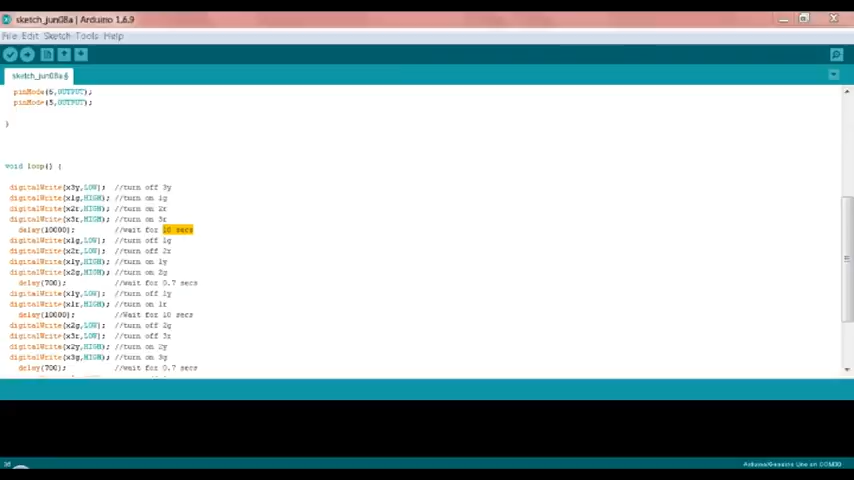 sketch_jun08a | Arduino 1.6.9
File Edit Sketch Tools Help
sketch_jun08a §
pinMode(6,OUTPUT);
pinMode(5,OUTPUT);
}
void loop() {
digitalWrite(x3y,LOW); //turn off 3y
digitalWrite(x1g,HIGH); //turn on 1g
digitalWrite(x2r,HIGH); //turn on 2r
digitalWrite(x3r,HIGH); //turn on 3r
delay(10000); //wait for 10 secs
digitalWrite(x1g,LOW); //turn off 1g
digitalWrite(x2r,LOW); //turn off 2r
digitalWrite(x1y,HIGH); //turn on 1y
digitalWrite(x2g,HIGH); //turn on 2g
delay(700); //wait for 0.7 secs
digitalWrite(x1y,LOW); //turn off 1y
digitalWrite(x1r,HIGH); //turn on 1r
delay(10000); //Wait for 10 secs
digitalWrite(x2g,LOW); //turn off 2g
digitalWrite(x3r,LOW); //turn off 3r
digitalWrite(x2y,HIGH); //turn on 2y
digitalWrite(x3g,HIGH); //turn on 3g
delay(700); //wait for 0.7 secs
Arduino/Genuino Uno on COM30